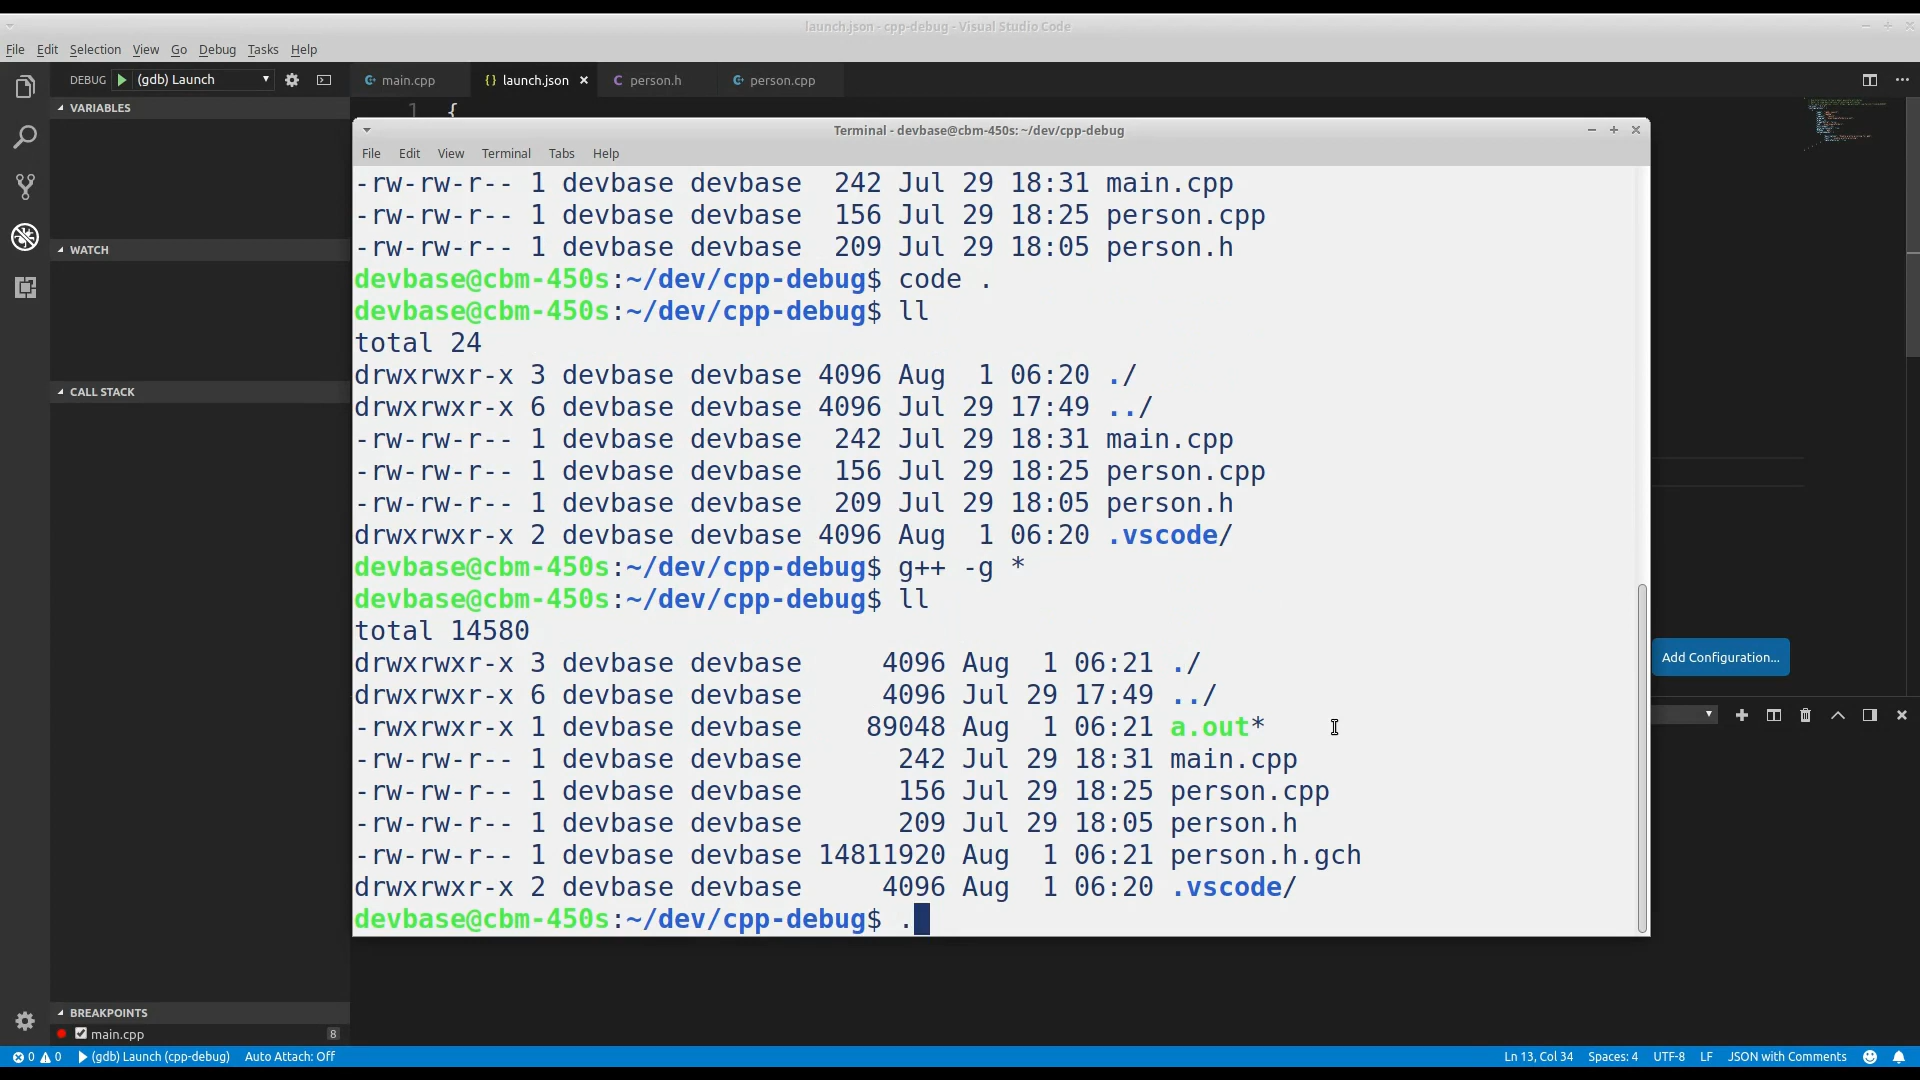 launch.json - cpp-debug - Visual Studio Code
File Edit Selection View Go Debug Tasks Help
DEBUG (gdb) Launch main.cpp {} launch.json × C person.h person.cpp
VARIABLES
1 {
Terminal - devbase@cbm-450s: ~/dev/cpp-debug
File Edit View Terminal Tabs Help
-rw-rw-r-- 1 devbase devbase  242 Jul 29 18:31 main.cpp
-rw-rw-r-- 1 devbase devbase  156 Jul 29 18:25 person.cpp
-rw-rw-r-- 1 devbase devbase  209 Jul 29 18:05 person.h
WATCH
devbase@cbm-450s:~/dev/cpp-debug$ code .
devbase@cbm-450s:~/dev/cpp-debug$ ll
total 24
drwxrwxr-x 3 devbase devbase 4096 Aug  1 06:20 ./
CALL STACK
drwxrwxr-x 6 devbase devbase 4096 Jul 29 17:49 ../
-rw-rw-r-- 1 devbase devbase  242 Jul 29 18:31 main.cpp
-rw-rw-r-- 1 devbase devbase  156 Jul 29 18:25 person.cpp
-rw-rw-r-- 1 devbase devbase  209 Jul 29 18:05 person.h
drwxrwxr-x 2 devbase devbase 4096 Aug  1 06:20 .vscode/
devbase@cbm-450s:~/dev/cpp-debug$ g++ -g *
devbase@cbm-450s:~/dev/cpp-debug$ ll
total 14580
drwxrwxr-x 3 devbase devbase     4096 Aug  1 06:21 ./
drwxrwxr-x 6 devbase devbase     4096 Jul 29 17:49 ../
-rwxrwxr-x 1 devbase devbase    89048 Aug  1 06:21 a.out*
-rw-rw-r-- 1 devbase devbase      242 Jul 29 18:31 main.cpp
-rw-rw-r-- 1 devbase devbase      156 Jul 29 18:25 person.cpp
-rw-rw-r-- 1 devbase devbase      209 Jul 29 18:05 person.h
-rw-rw-r-- 1 devbase devbase 14811920 Aug  1 06:21 person.h.gch
drwxrwxr-x 2 devbase devbase     4096 Aug  1 06:20 .vscode/
devbase@cbm-450s:~/dev/cpp-debug$ .
Add Configuration...
BREAKPOINTS
main.cpp 8
0 0 (gdb) Launch (cpp-debug) Auto Attach: Off Ln 13, Col 34 Spaces: 4 UTF-8 LF JSON with Comments